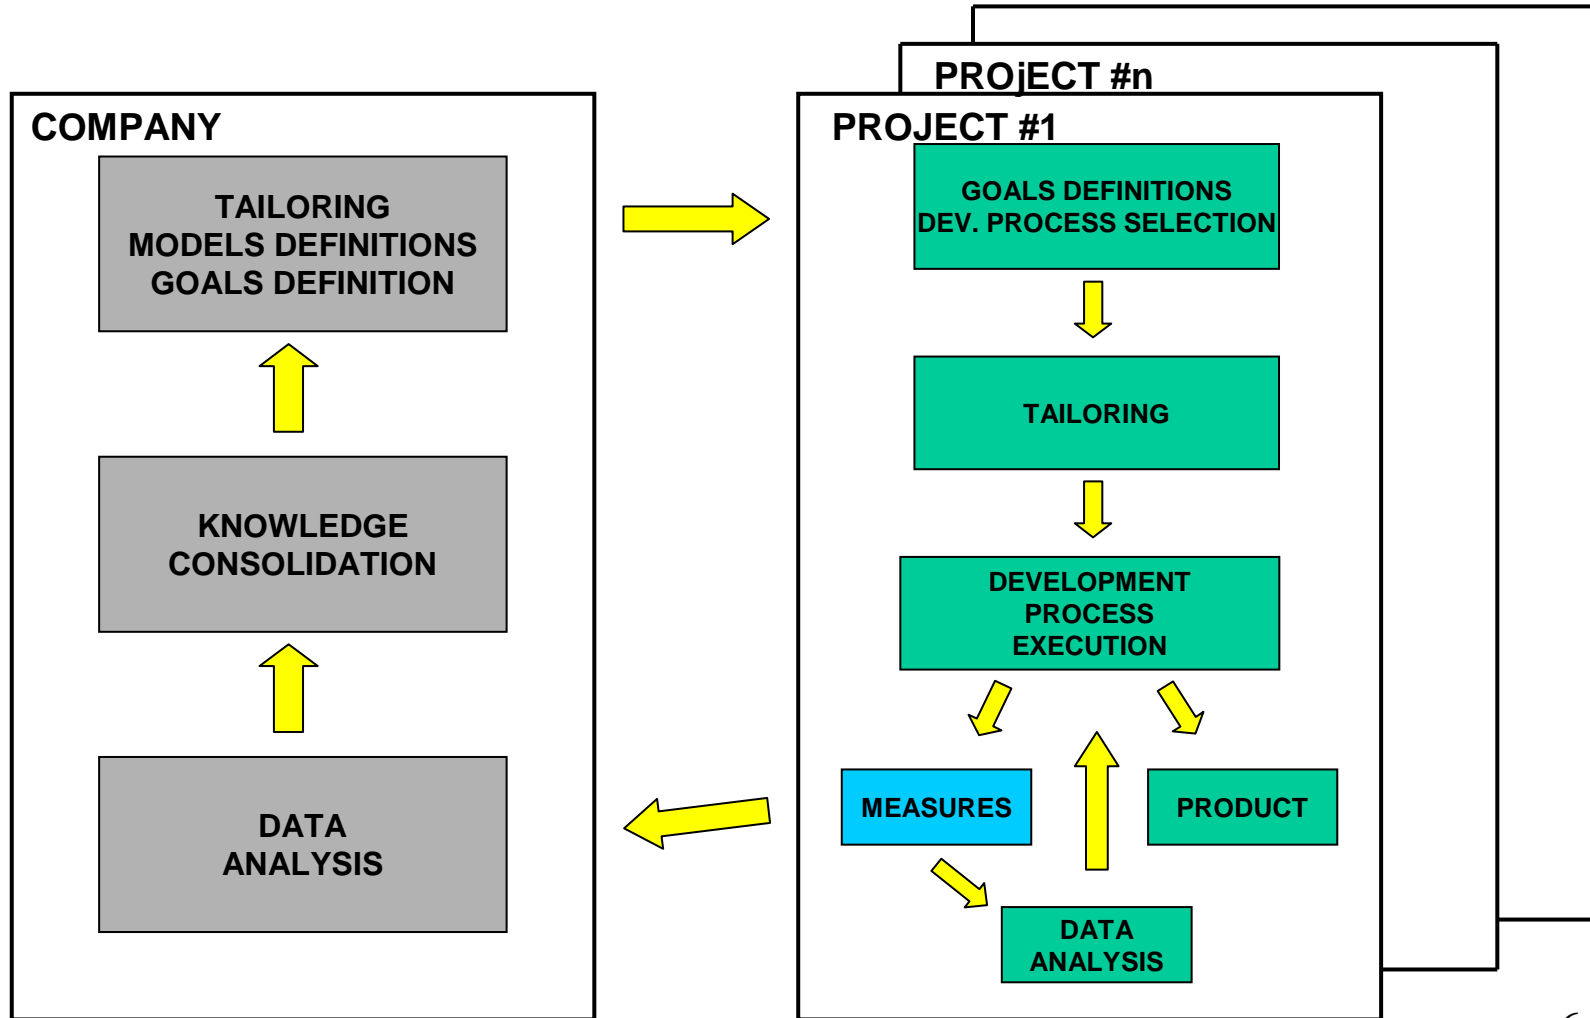 COMPANY
TAILORING
MODELS DEFINITIONS
GOALS DEFINITION
KNOWLEDGE
CONSOLIDATION
DATA
ANALYSIS
PROjECT #n
PROJECT #1
GOALS DEFINITIONS
DEV. PROCESS SELECTION
TAILORING
DEVELOPMENT
PROCESS
EXECUTION
MEASURES
PRODUCT
DATA
ANALYSIS